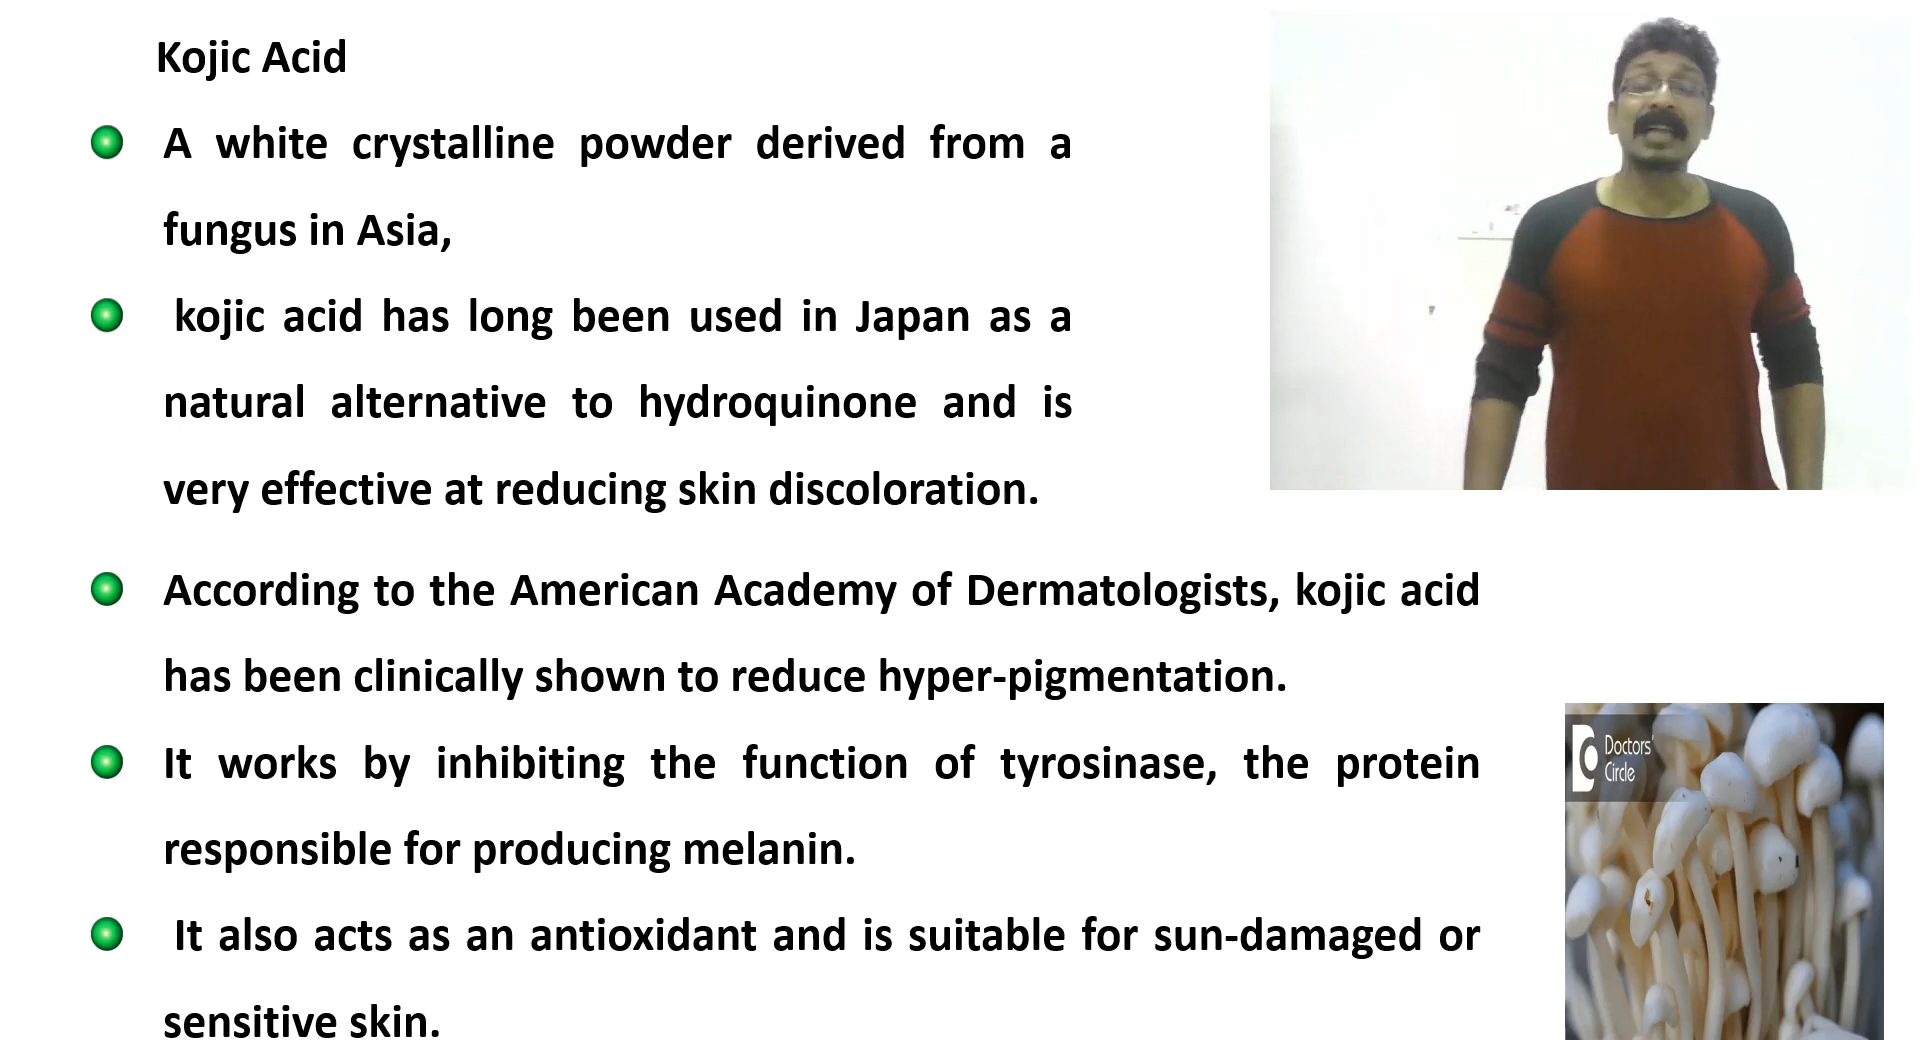 Kojic Acid
A white crystalline powder derived from a
fungus in Asia,
kojic acid has long been used in Japan as a
natural alternative to hydroquinone and is
very effective at reducing skin discoloration.
According to the American Academy of Dermatologists, kojic acid
has been clinically shown to reduce hyper-pigmentation.
It works by inhibiting the function of tyrosinase, the protein
responsible for producing melanin.
It also acts as an antioxidant and is suitable for sun-damaged or
sensitive skin.
Doctors'
Circle